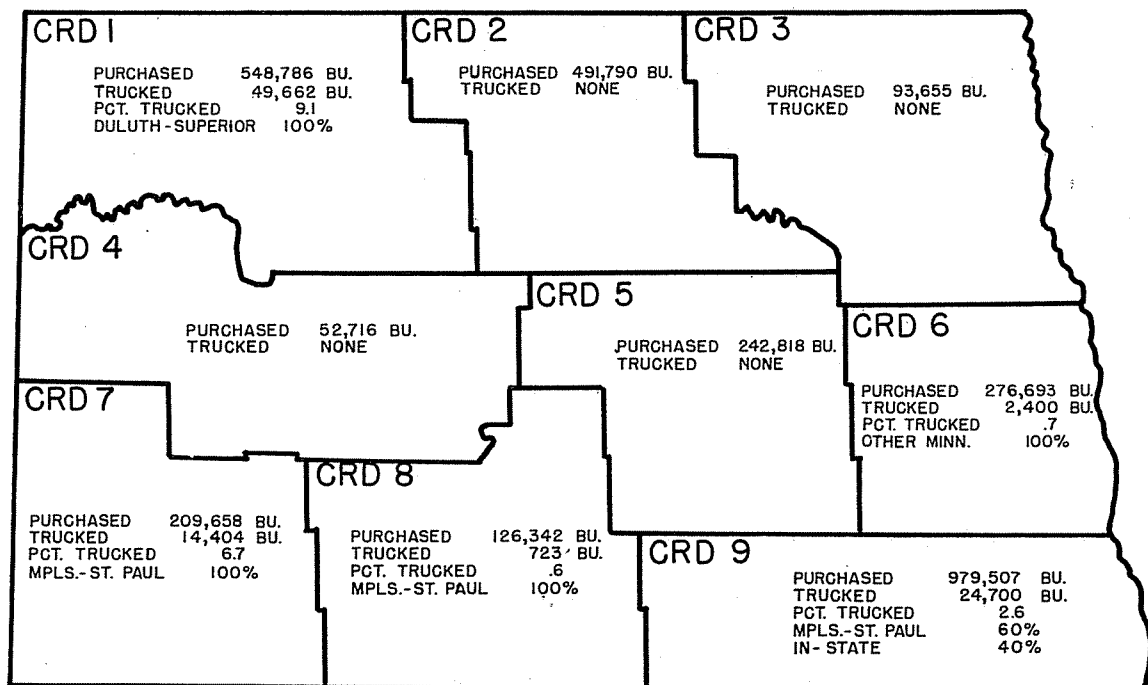 CRD 1
PURCHASED 548,786 BU.
TRUCKED 49,662 BU.
PCT. TRUCKED 9.1
DULUTH-SUPERIOR 100%
CRD 2
PURCHASED 491,790 BU.
TRUCKED NONE
CRD 3
PURCHASED 93,655 BU.
TRUCKED NONE
CRD 4
PURCHASED 52,716 BU.
TRUCKED NONE
CRD 5
PURCHASED 242,818 BU.
TRUCKED NONE
CRD 6
PURCHASED 276,693 BU.
TRUCKED 2,400 BU.
PCT. TRUCKED .7
OTHER MINN. 100%
CRD 7
PURCHASED 209,658 BU.
TRUCKED 14,404 BU.
PCT. TRUCKED 6.7
MPLS.-ST. PAUL 100%
CRD 8
PURCHASED 126,342 BU.
TRUCKED 723 BU.
PCT. TRUCKED .6
MPLS.-ST. PAUL 100%
CRD 9
PURCHASED 979,507 BU.
TRUCKED 24,700 BU.
PCT. TRUCKED 2.6
MPLS.-ST. PAUL 60%
IN-STATE 40%